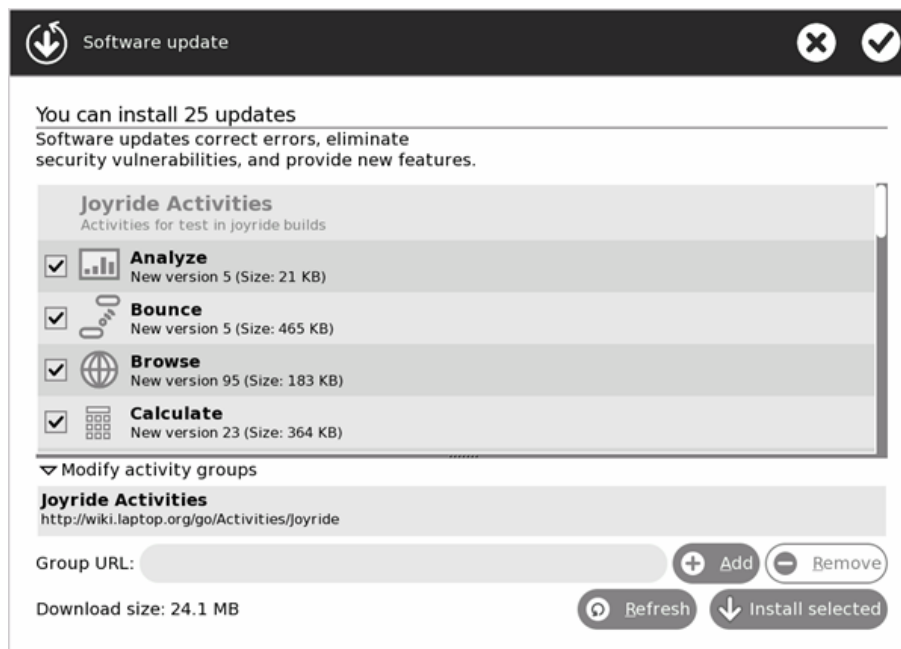 Software update
You can install 25 updates
Software updates correct errors, eliminate
security vulnerabilities, and provide new features.
Joyride Activities
Activities for test in joyride builds
Analyze
New version 5 (Size: 21 KB)
Bounce
New version 5 (Size: 465 KB)
Browse
New version 95 (Size: 183 KB)
Calculate
New version 23 (Size: 364 KB)
Modify activity groups
Joyride Activities
http://wiki.laptop.org/go/Activities/Joyride
Group URL:
Add
Remove
Download size: 24.1 MB
Refresh
Install selected